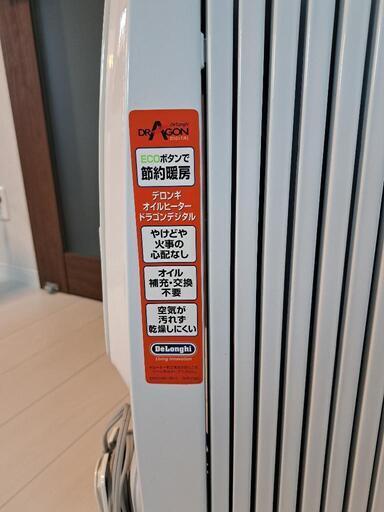 DeLonghi
DRAGON
DIGITAL
ECOボタンで
節約暖房
デロンギ
オイルヒーター
ドラゴンデジタル
やけどや
火事の
心配なし
オイル
補充・交換
不要
空気が
汚れず
乾燥しにくい
DeLonghi
Living innovation